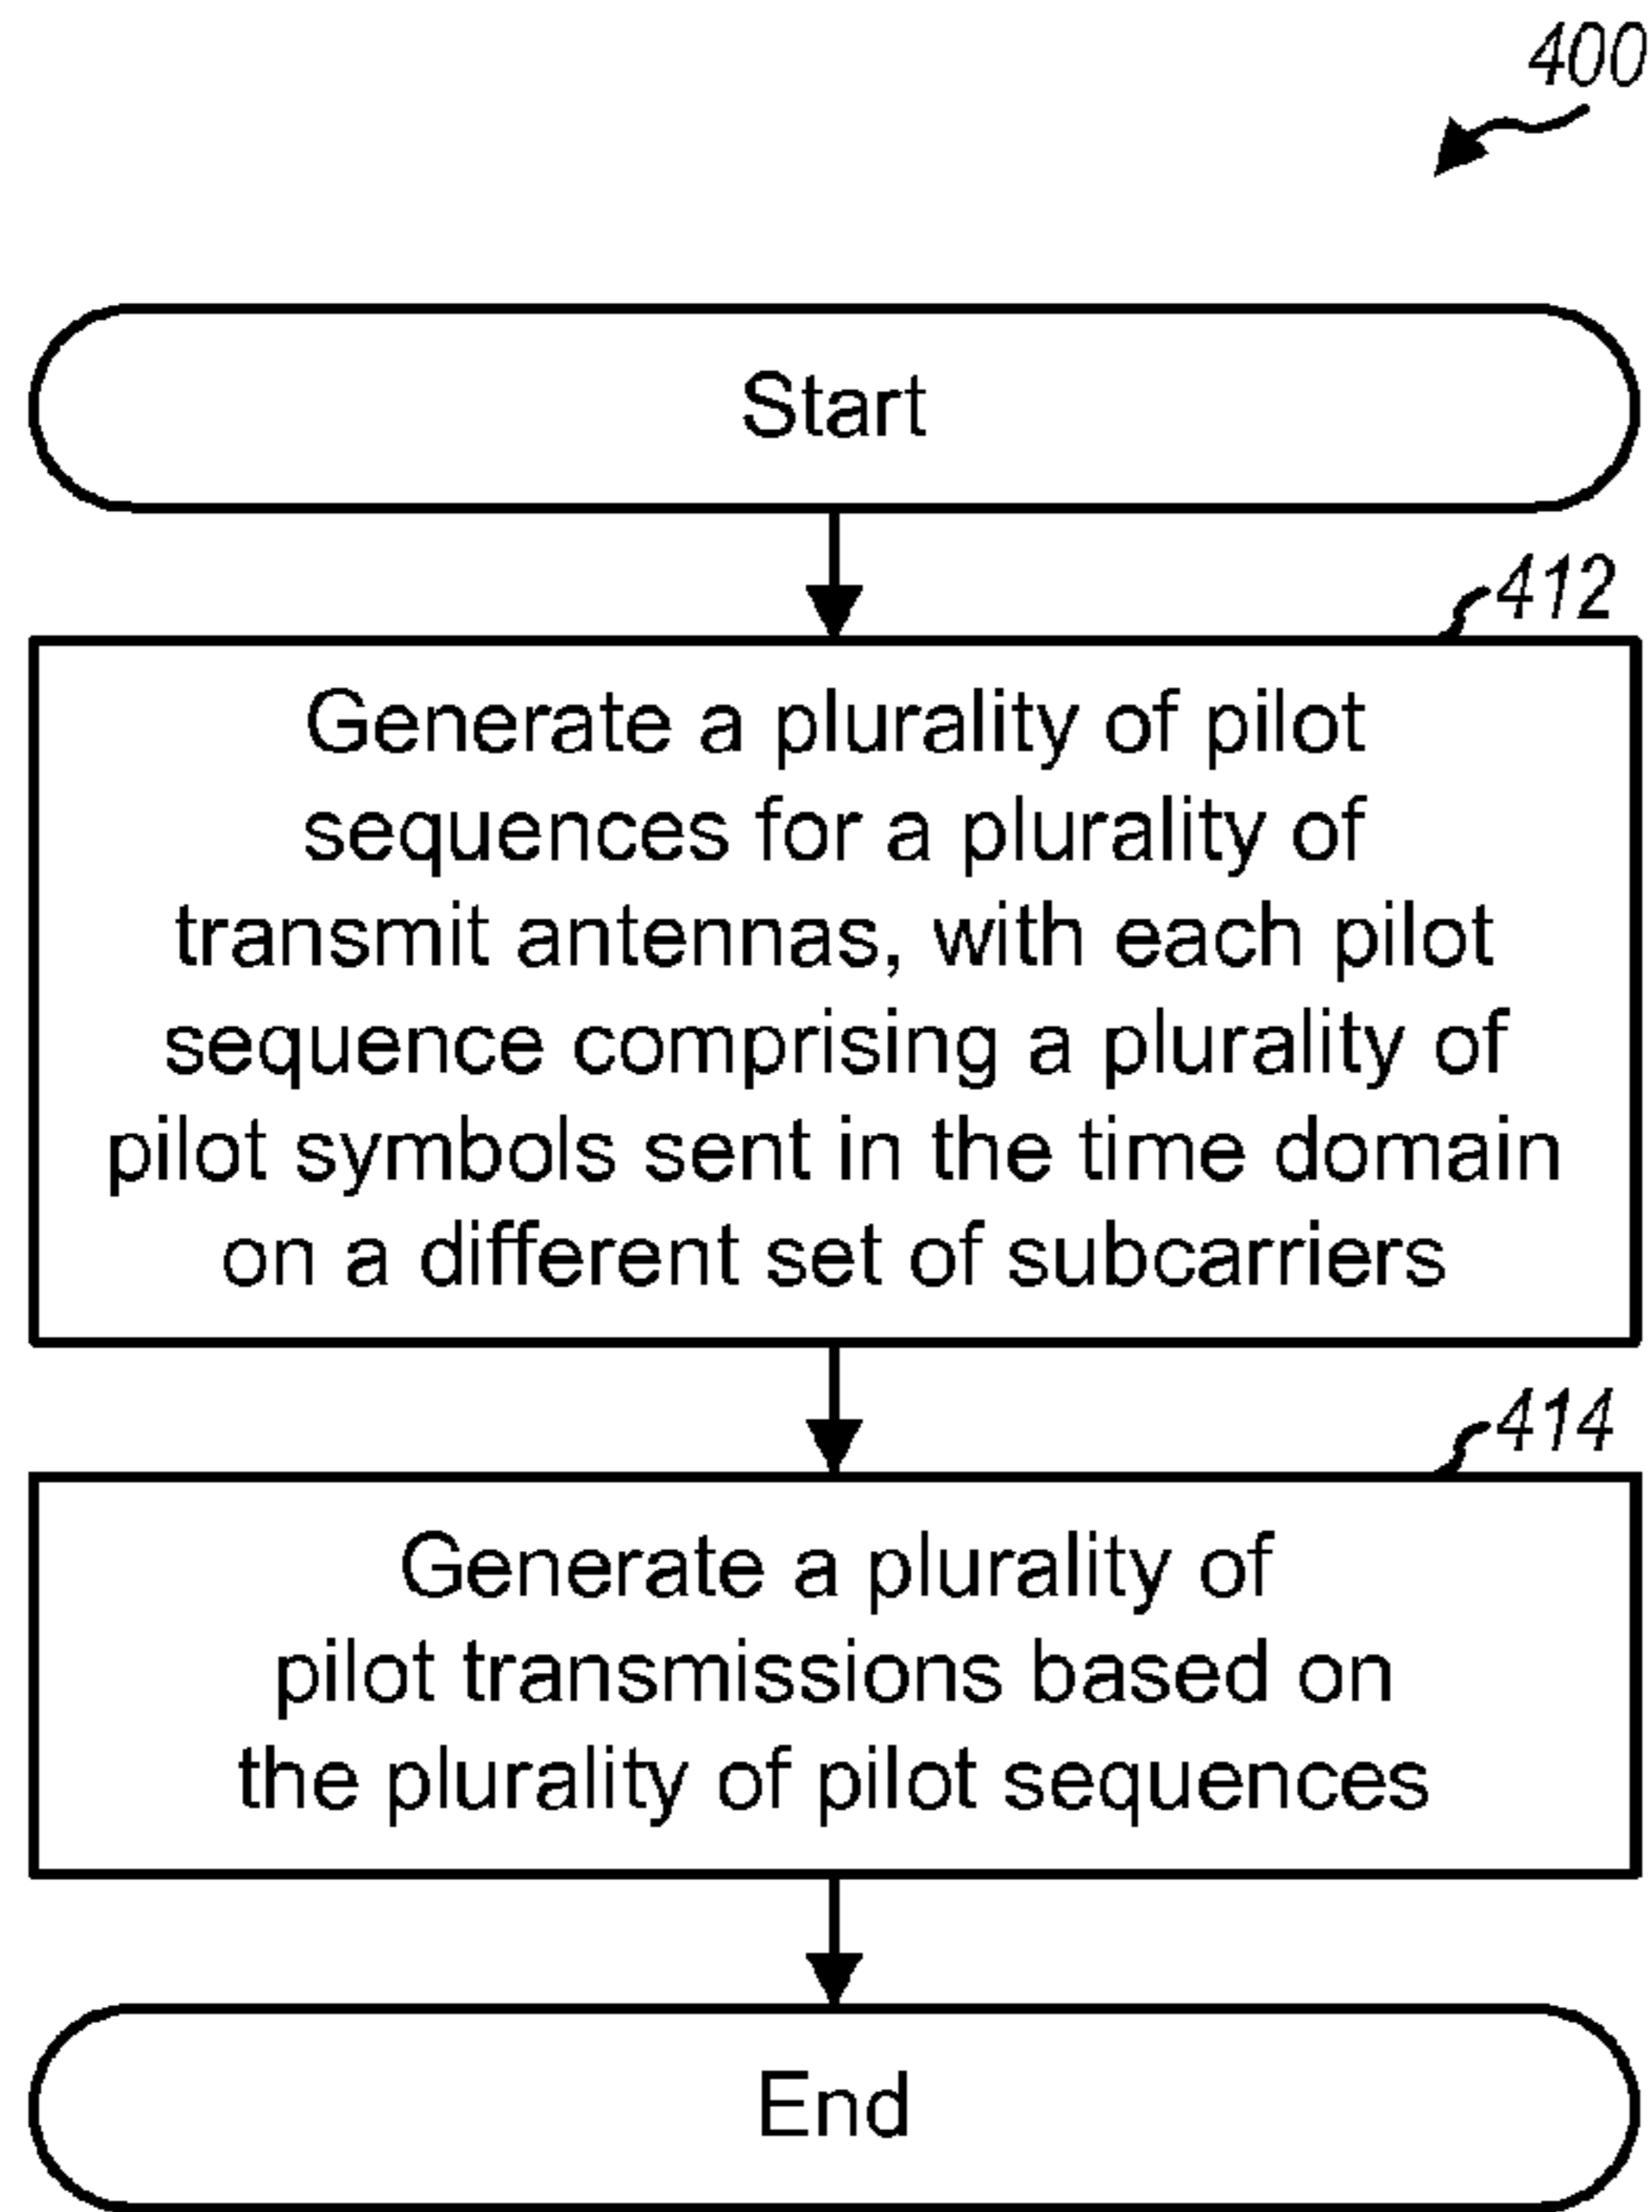 400
Start
412
Generate a plurality of pilot
sequences for a plurality of
transmit antennas, with each pilot
sequence comprising a plurality of
pilot symbols sent in the time domain
on a different set of subcarriers
414
Generate a plurality of
pilot transmissions based on
the plurality of pilot sequences
End